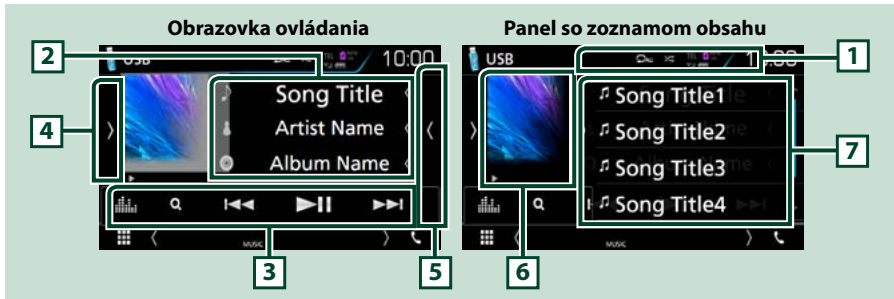 Obrazovka ovládania
Panel so zoznamom obsahu
2
USB
TEL
10:00
4
Song Title
Artist Name
Album Name
MUSIC
3
5
USB
1
7
Song Title1
Song Title2
Song Title3
Song Title4
MUSIC
6